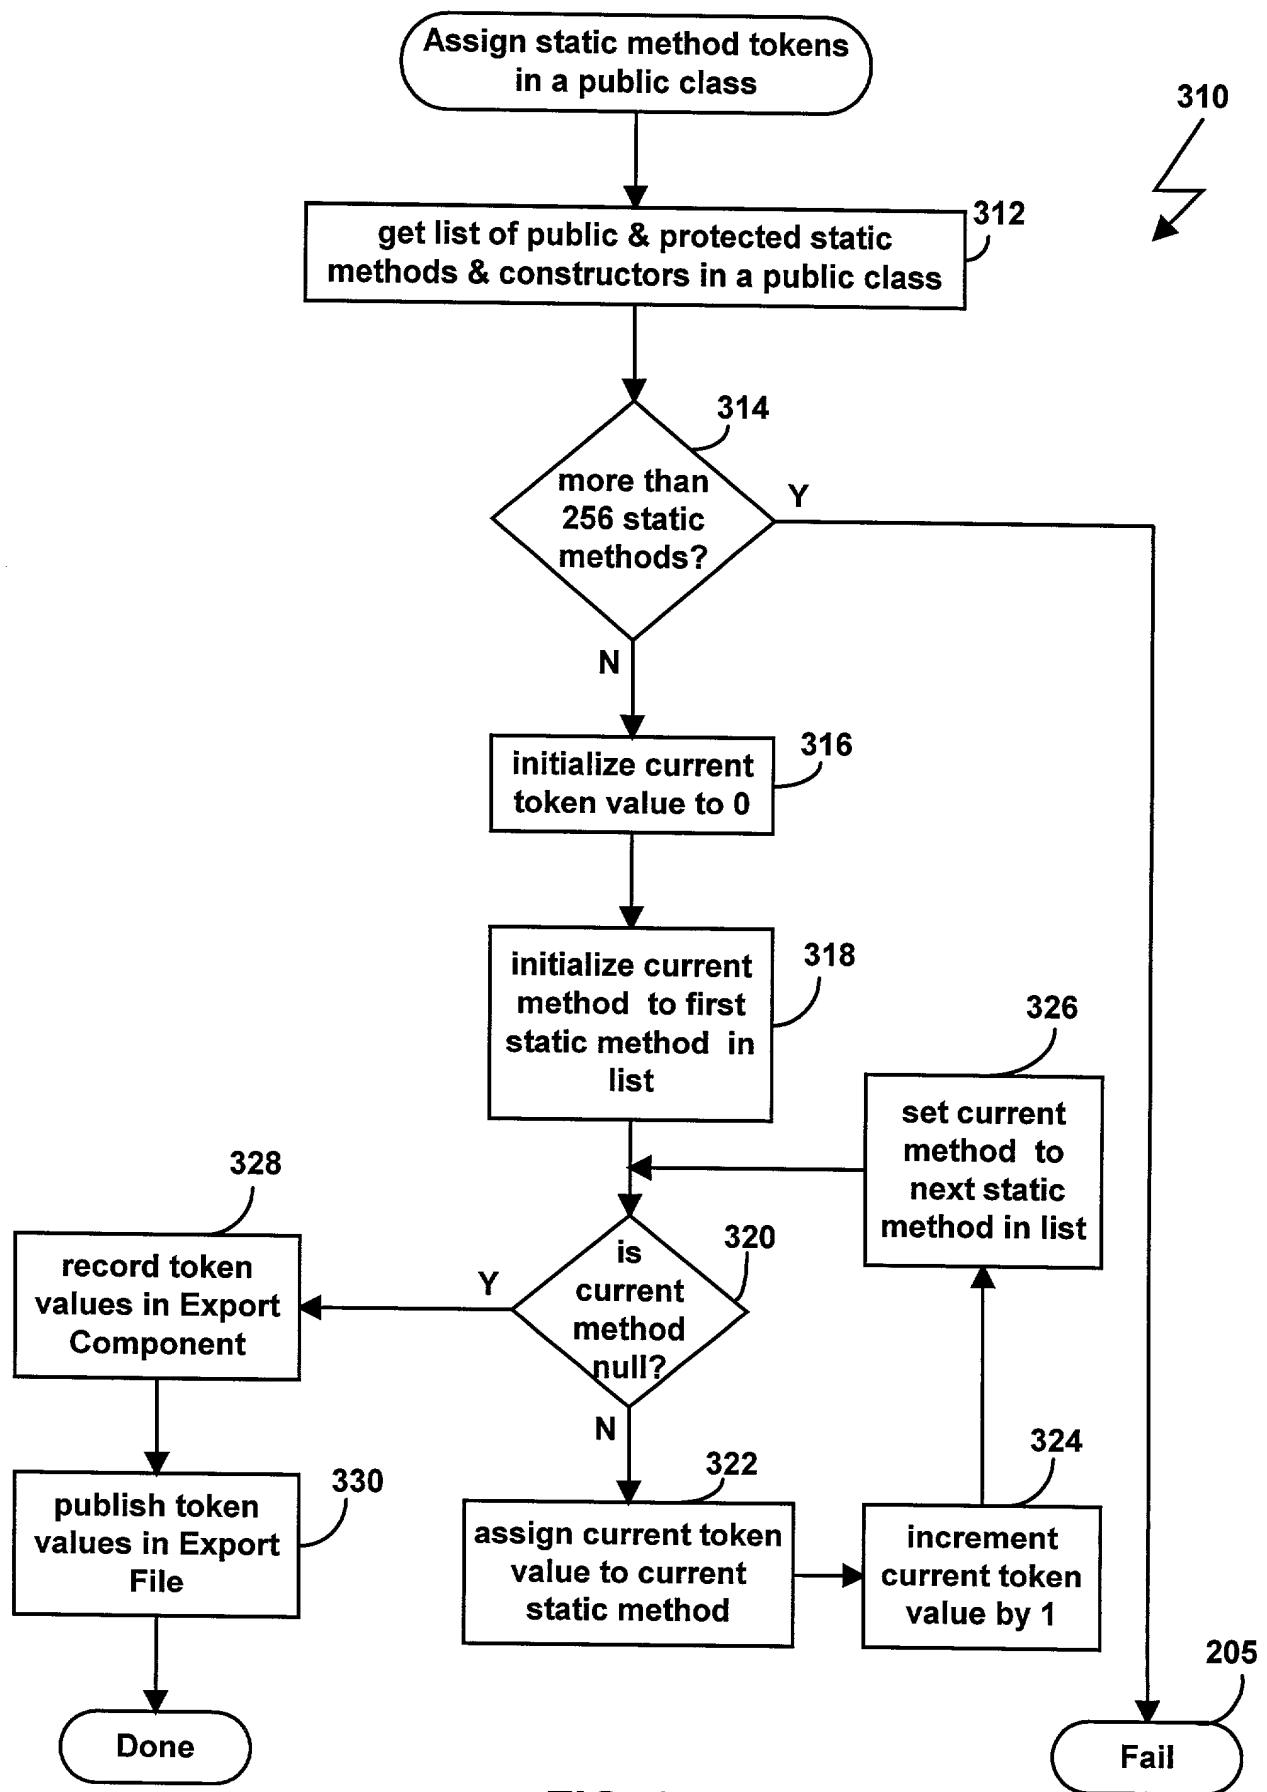 Assign static method tokens
in a public class
310
312
get list of public & protected static
methods & constructors in a public class
314
more than
256 static
methods?
Y
N
316
initialize current
token value to 0
318
initialize current
method to first
static method in
list
326
set current
method to
next static
method in list
328
record token
values in Export
Component
Y
320
is
current
method
null?
N
330
publish token
values in Export
File
322
assign current token
value to current
static method
324
increment
current token
value by 1
205
Done
Fail